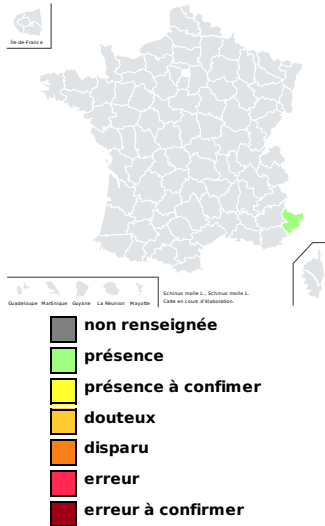 Île-de-France
Guadeloupe Martinique Guyane La Réunion Mayotte
Schinus molle L., Schinus molle L.
Carte en cours d'élaboration.
non renseignée
présence
présence à confimer
douteux
disparu
erreur
erreur à confirmer